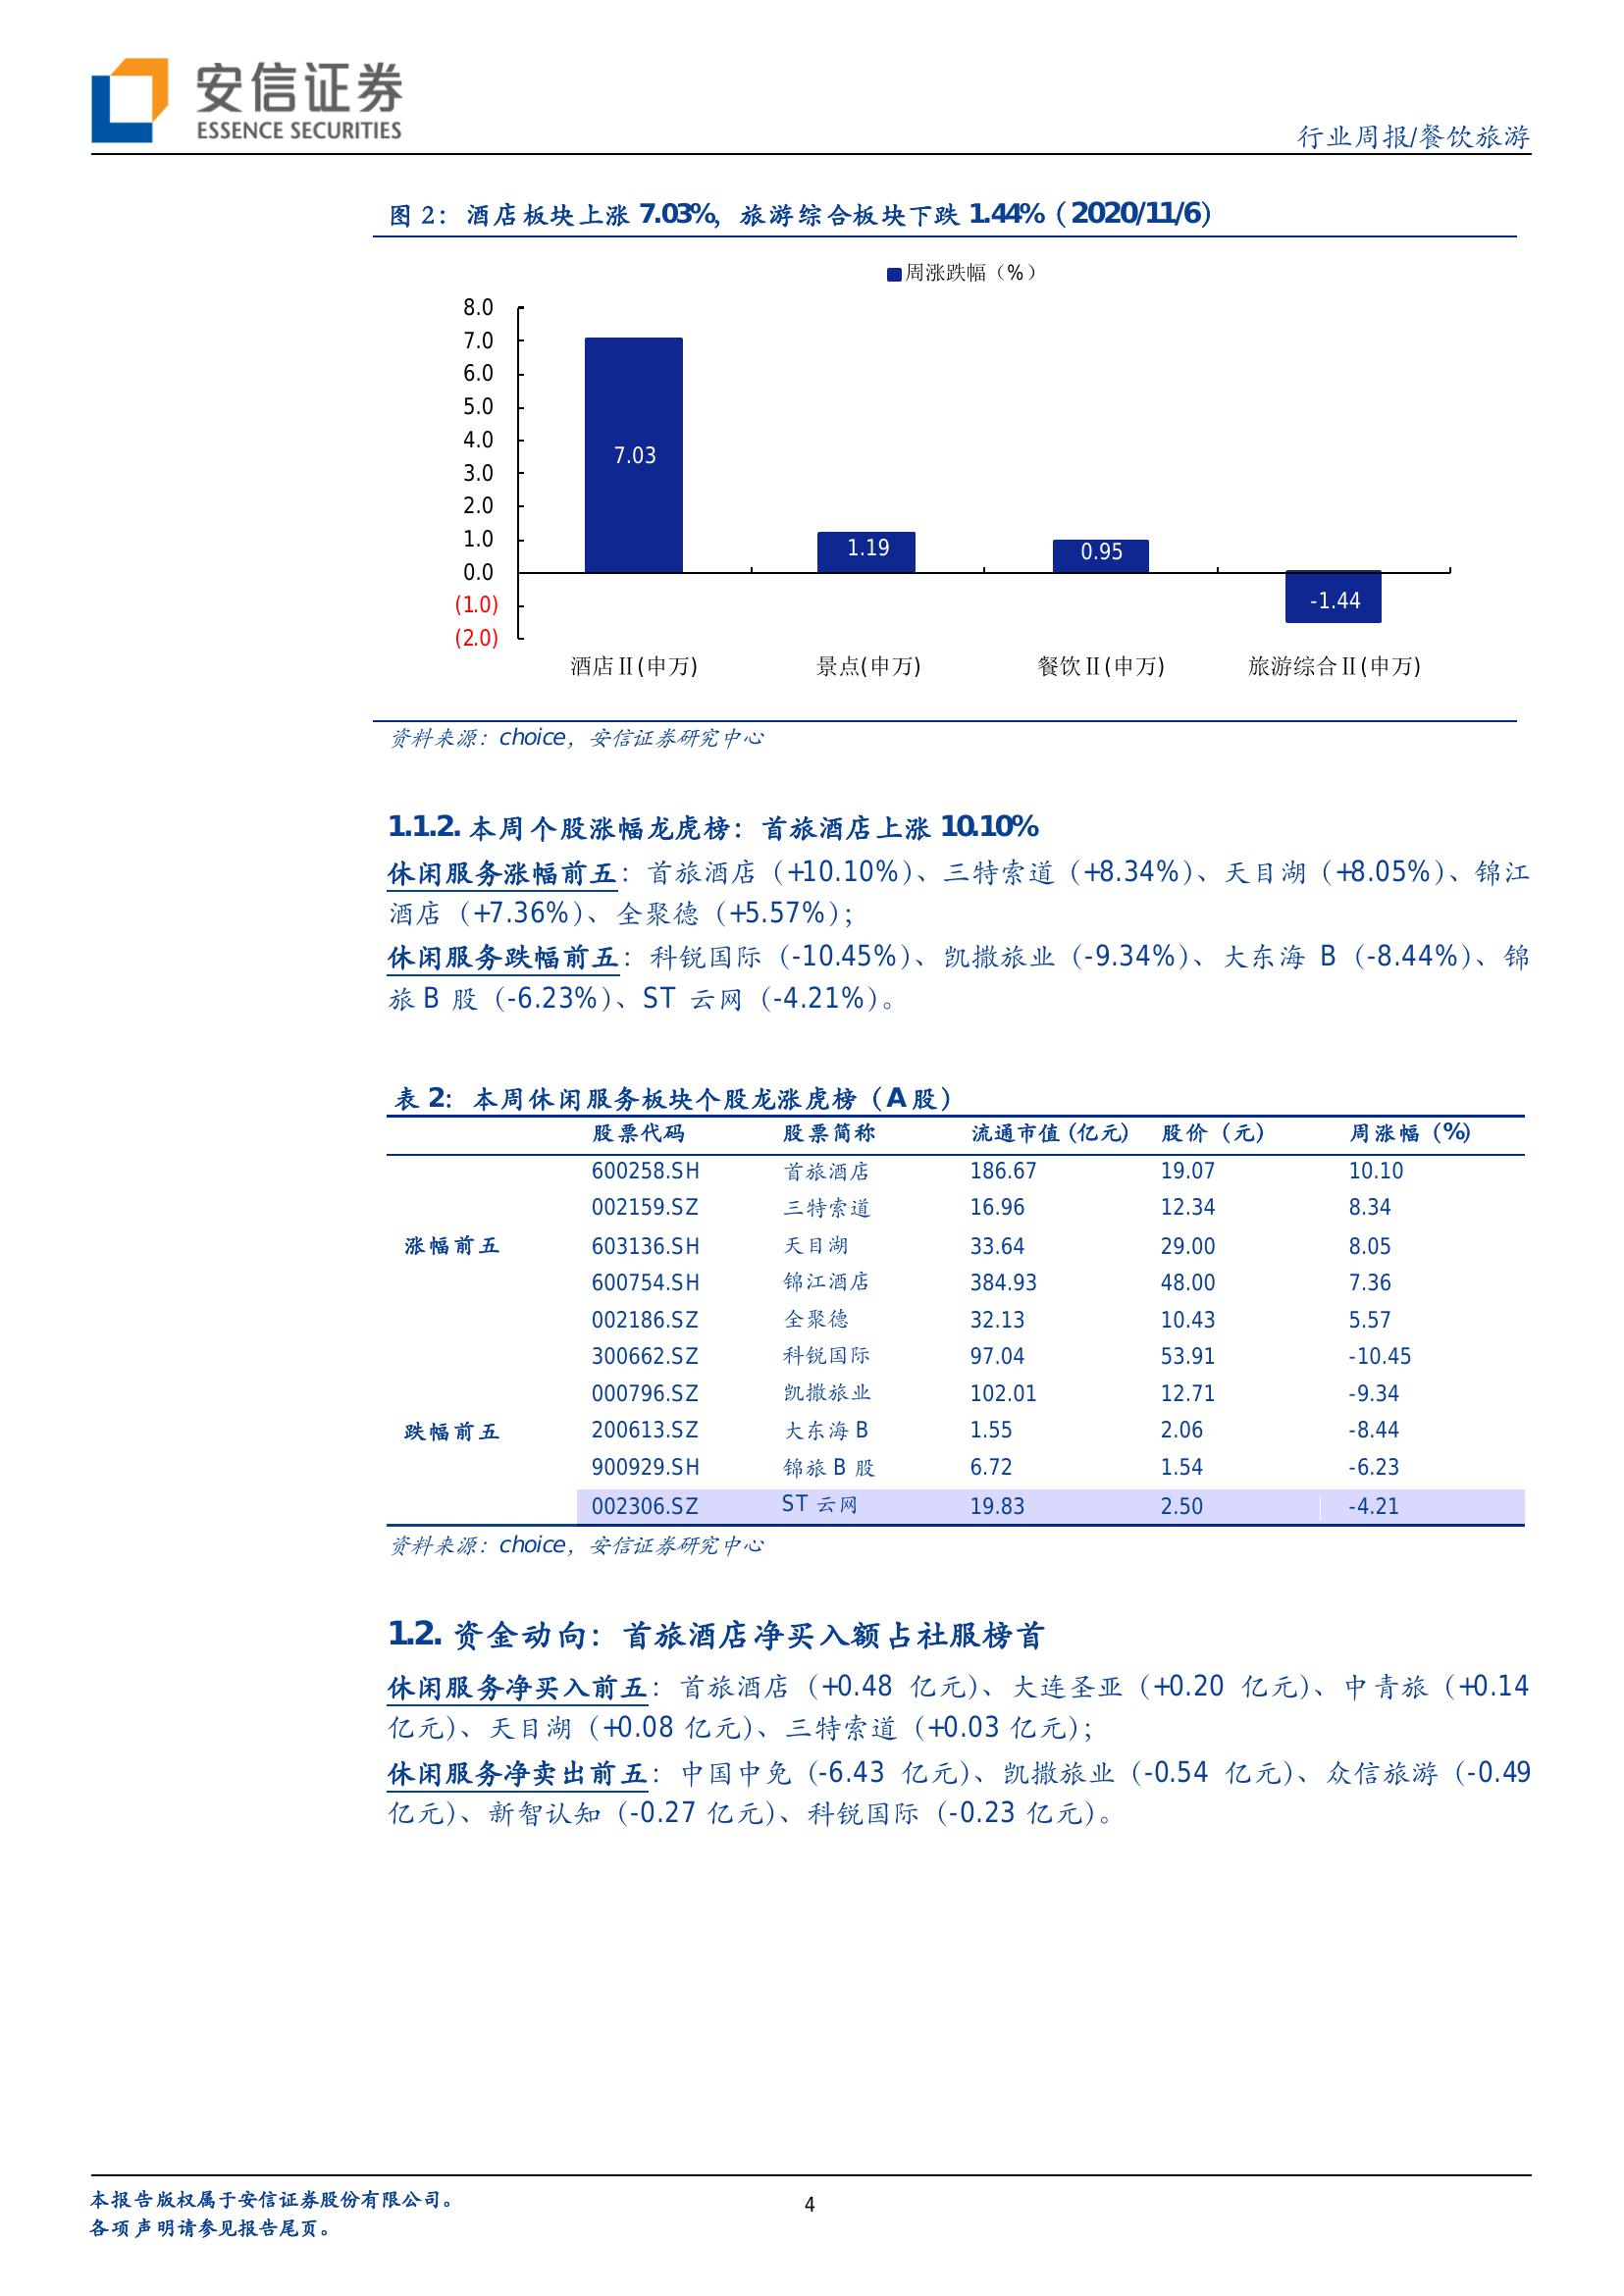 安信证券
ESSENCE SECURITIES
行业周报/餐饮旅游
图 2：酒店板块上涨 7.03%，旅游综合板块下跌 1.44%（2020/11/6）
周涨跌幅（%）
8.0
7.0
6.0
5.0
4.0
3.0
2.0
1.0
0.0
(1.0)
(2.0)
7.03
1.19
0.95
-1.44
酒店Ⅱ(申万) 景点(申万) 餐饮Ⅱ(申万) 旅游综合Ⅱ(申万)
资料来源：choice，安信证券研究中心
1.1.2. 本周个股涨幅龙虎榜：首旅酒店上涨 10.10%
休闲服务涨幅前五：首旅酒店（+10.10%）、三特索道（+8.34%）、天目湖（+8.05%）、锦江
酒店（+7.36%）、全聚德（+5.57%）；
休闲服务跌幅前五：科锐国际（-10.45%）、凯撒旅业（-9.34%）、大东海 B（-8.44%）、锦
旅 B 股（-6.23%）、ST 云网（-4.21%）。
表 2：本周休闲服务板块个股龙涨虎榜（A 股）
股票代码 股票简称 流通市值 (亿元) 股价（元） 周涨幅（%）
600258.SH 首旅酒店 186.67 19.07 10.10
002159.SZ 三特索道 16.96 12.34 8.34
涨幅前五 603136.SH 天目湖 33.64 29.00 8.05
600754.SH 锦江酒店 384.93 48.00 7.36
002186.SZ 全聚德 32.13 10.43 5.57
300662.SZ 科锐国际 97.04 53.91 -10.45
000796.SZ 凯撒旅业 102.01 12.71 -9.34
跌幅前五 200613.SZ 大东海 B 1.55 2.06 -8.44
900929.SH 锦旅 B 股 6.72 1.54 -6.23
002306.SZ ST 云网 19.83 2.50 -4.21
资料来源：choice，安信证券研究中心
1.2. 资金动向：首旅酒店净买入额占社服榜首
休闲服务净买入前五：首旅酒店（+0.48 亿元）、大连圣亚（+0.20 亿元）、中青旅（+0.14
亿元）、天目湖（+0.08 亿元）、三特索道（+0.03 亿元）；
休闲服务净卖出前五：中国中免（-6.43 亿元）、凯撒旅业（-0.54 亿元）、众信旅游（-0.49
亿元）、新智认知（-0.27 亿元）、科锐国际（-0.23 亿元）。
本报告版权属于安信证券股份有限公司。
各项声明请参见报告尾页。
4